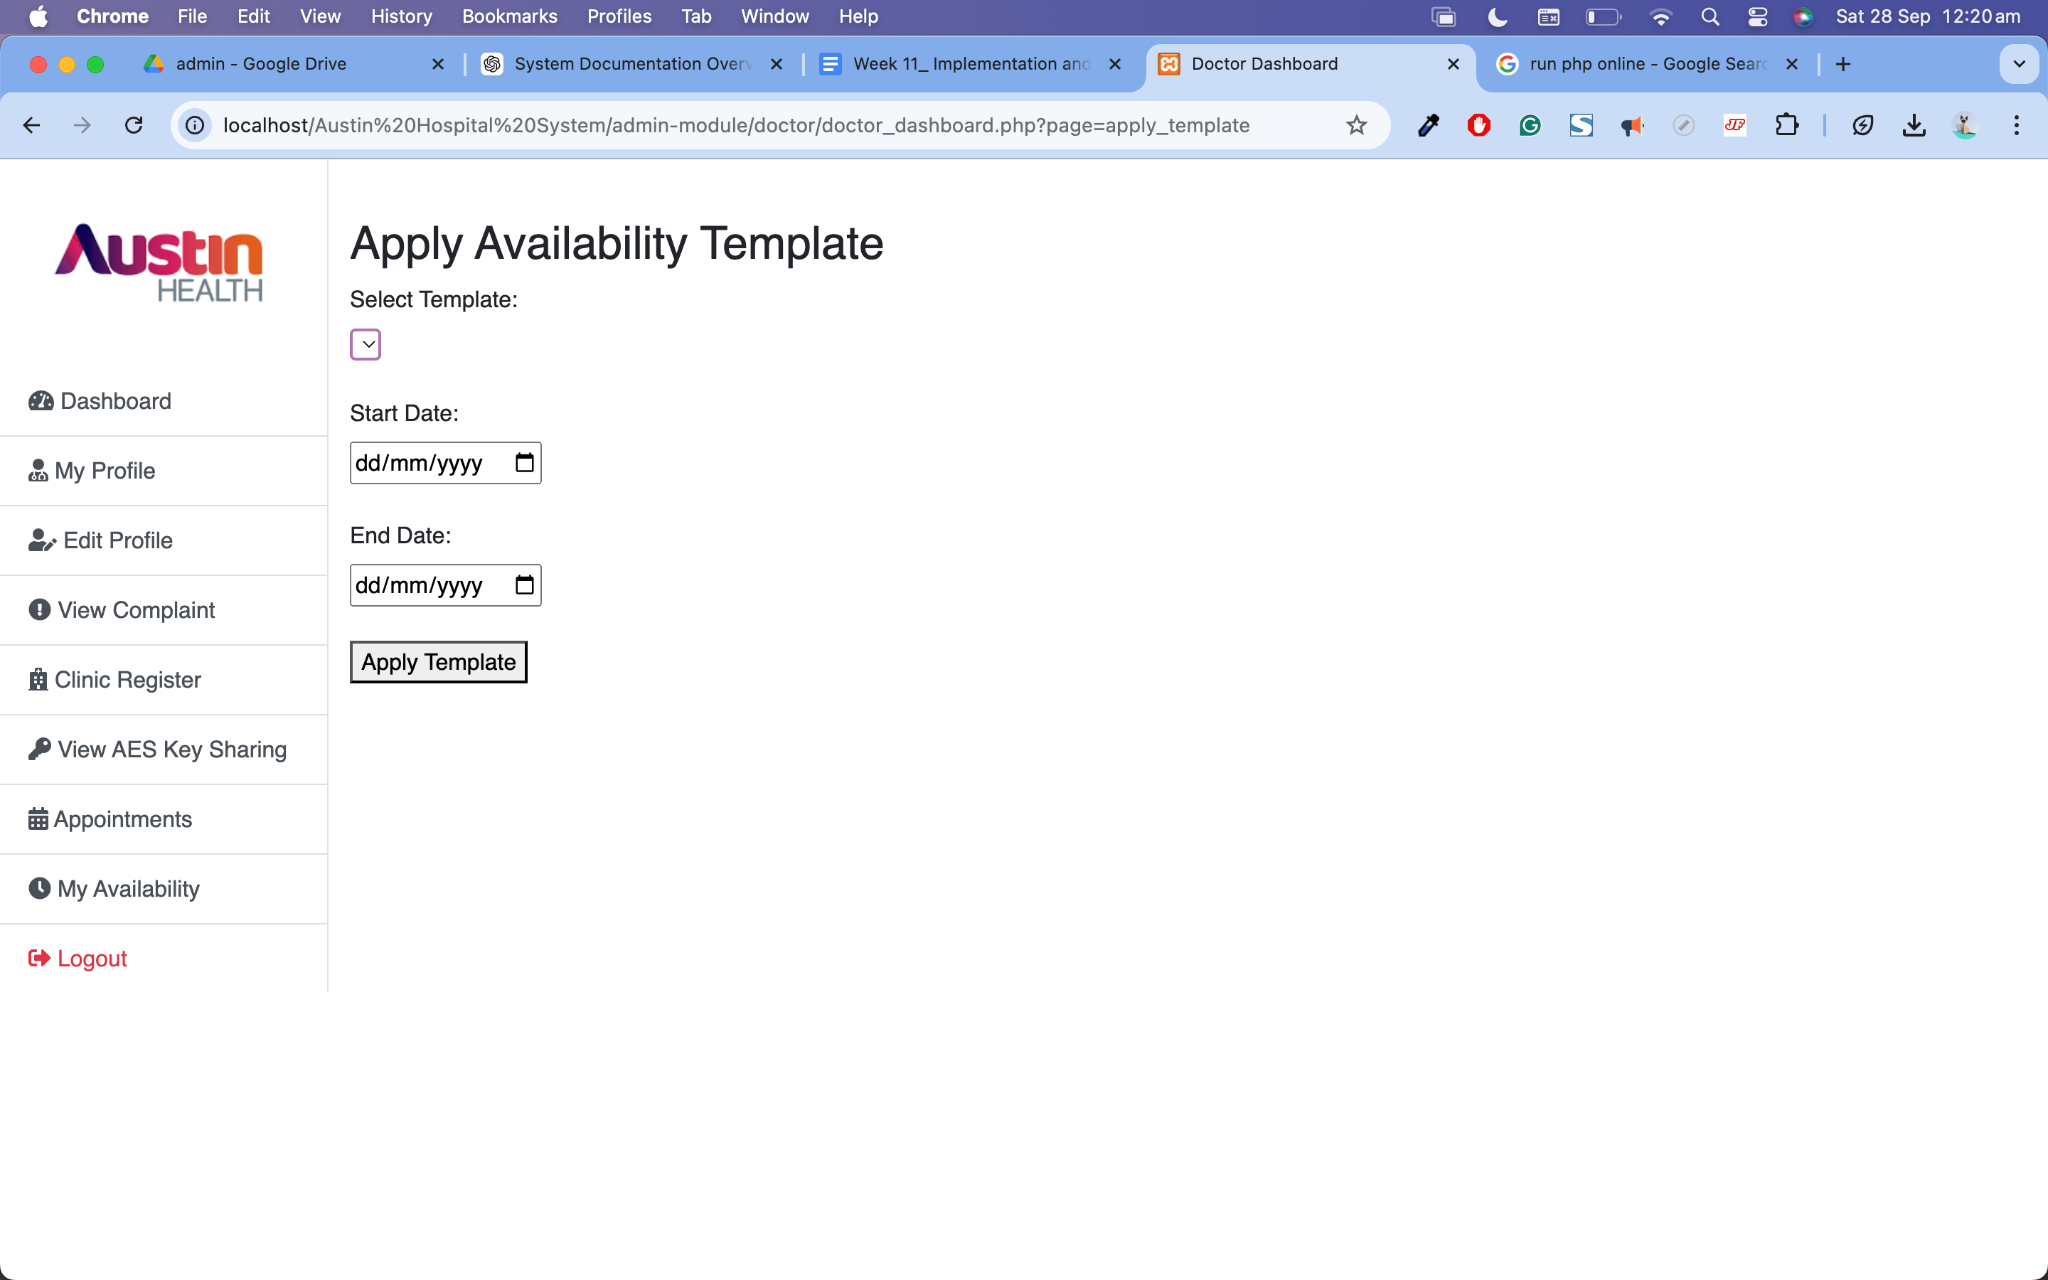 Chrome File Edit View History Bookmarks Profiles Tab Window Help Sat 28 Sep 12:20 am
admin - Google Drive System Documentation Over Week 11_ Implementation and Doctor Dashboard run php online - Google Sear
localhost/Austin%20Hospital%20System/admin-module/doctor/doctor_dashboard.php?page=apply_template
Austin
HEALTH
Dashboard
My Profile
Edit Profile
View Complaint
Clinic Register
View AES Key Sharing
Appointments
My Availability
Logout
Apply Availability Template
Select Template:
Start Date:
dd/mm/yyyy
End Date:
dd/mm/yyyy
Apply Template